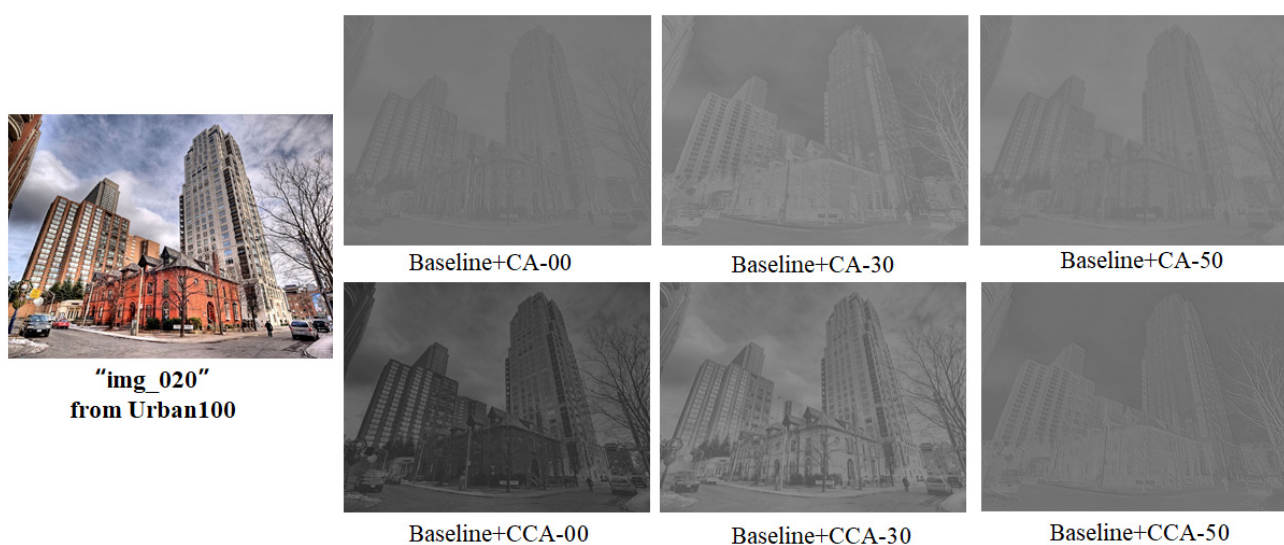 Baseline+CA-00
Baseline+CA-30
Baseline+CA-50
“img_020”
from Urban100
Baseline+CCA-00
Baseline+CCA-30
Baseline+CCA-50